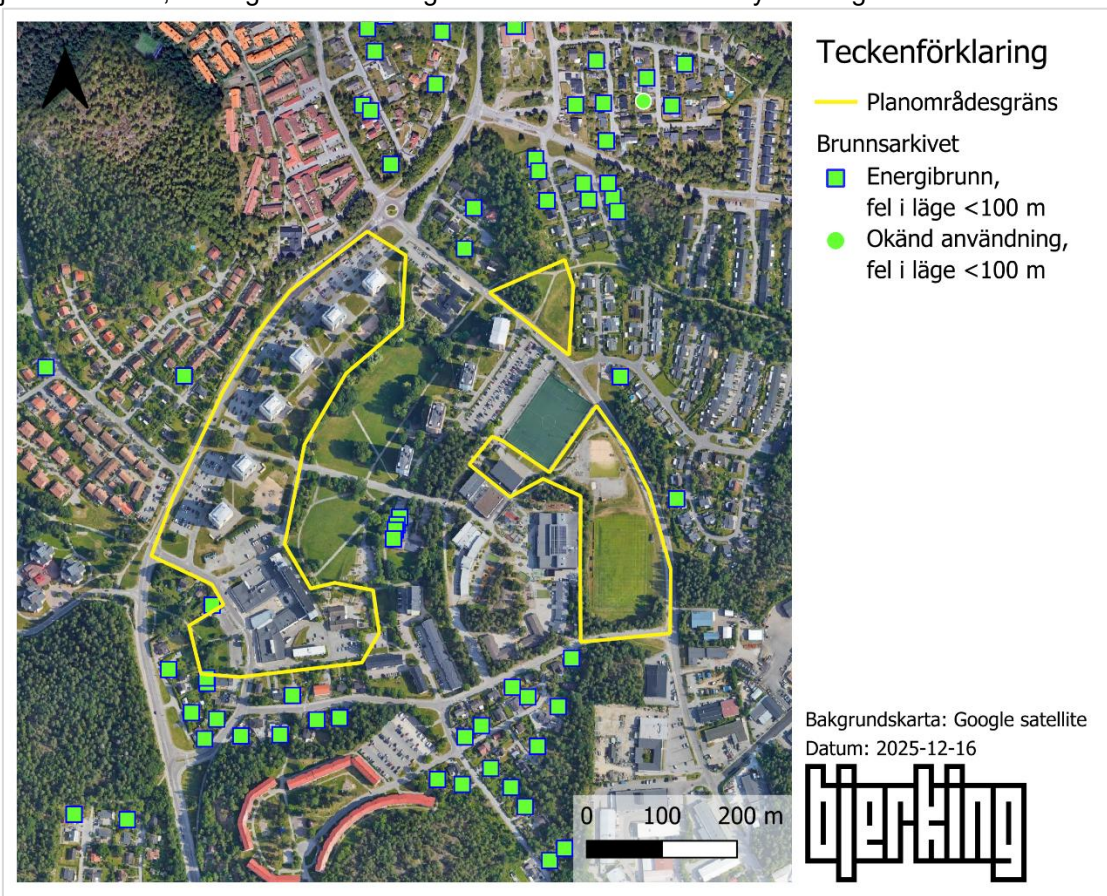 Teckenförklaring
Planområdesgräns
Brunnsarkivet
Energibrunn,
fel i läge <100 m
Okänd användning,
fel i läge <100 m
Bakgrundskarta: Google satellite
Datum: 2025-12-16
bjerking
0 100 200 m